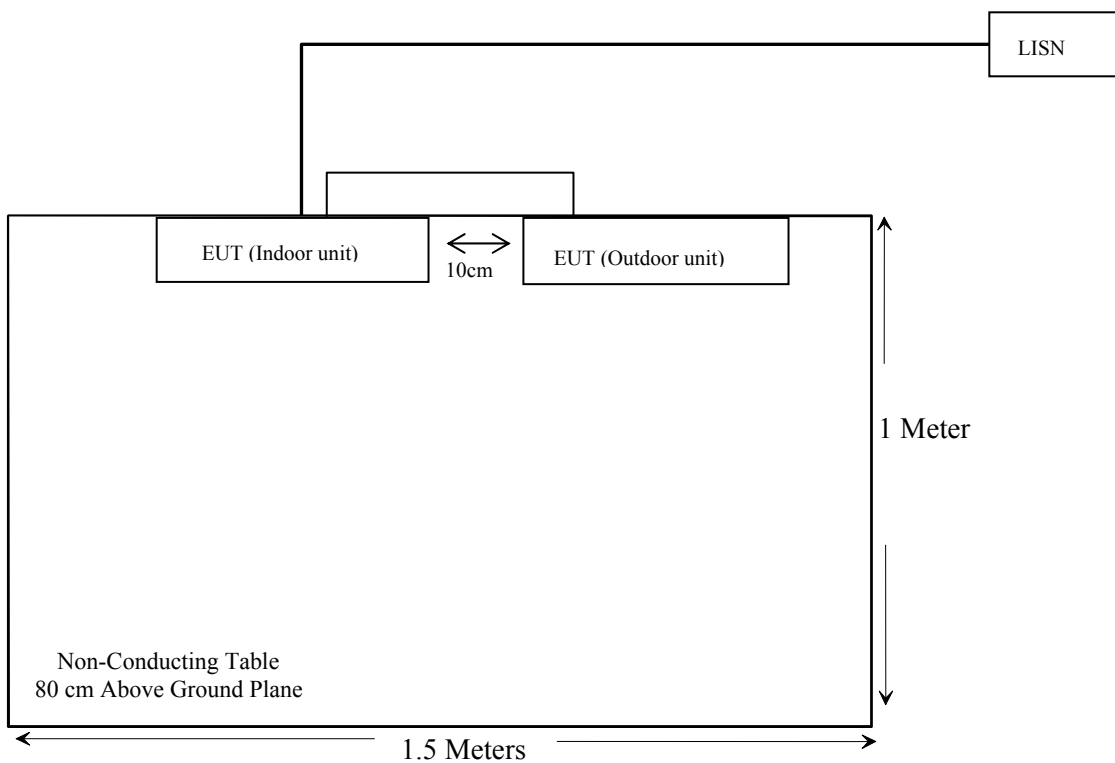 LISN
EUT (Indoor unit)
EUT (Outdoor unit)
10cm
1 Meter
Non-Conducting Table
80 cm Above Ground Plane
1.5 Meters